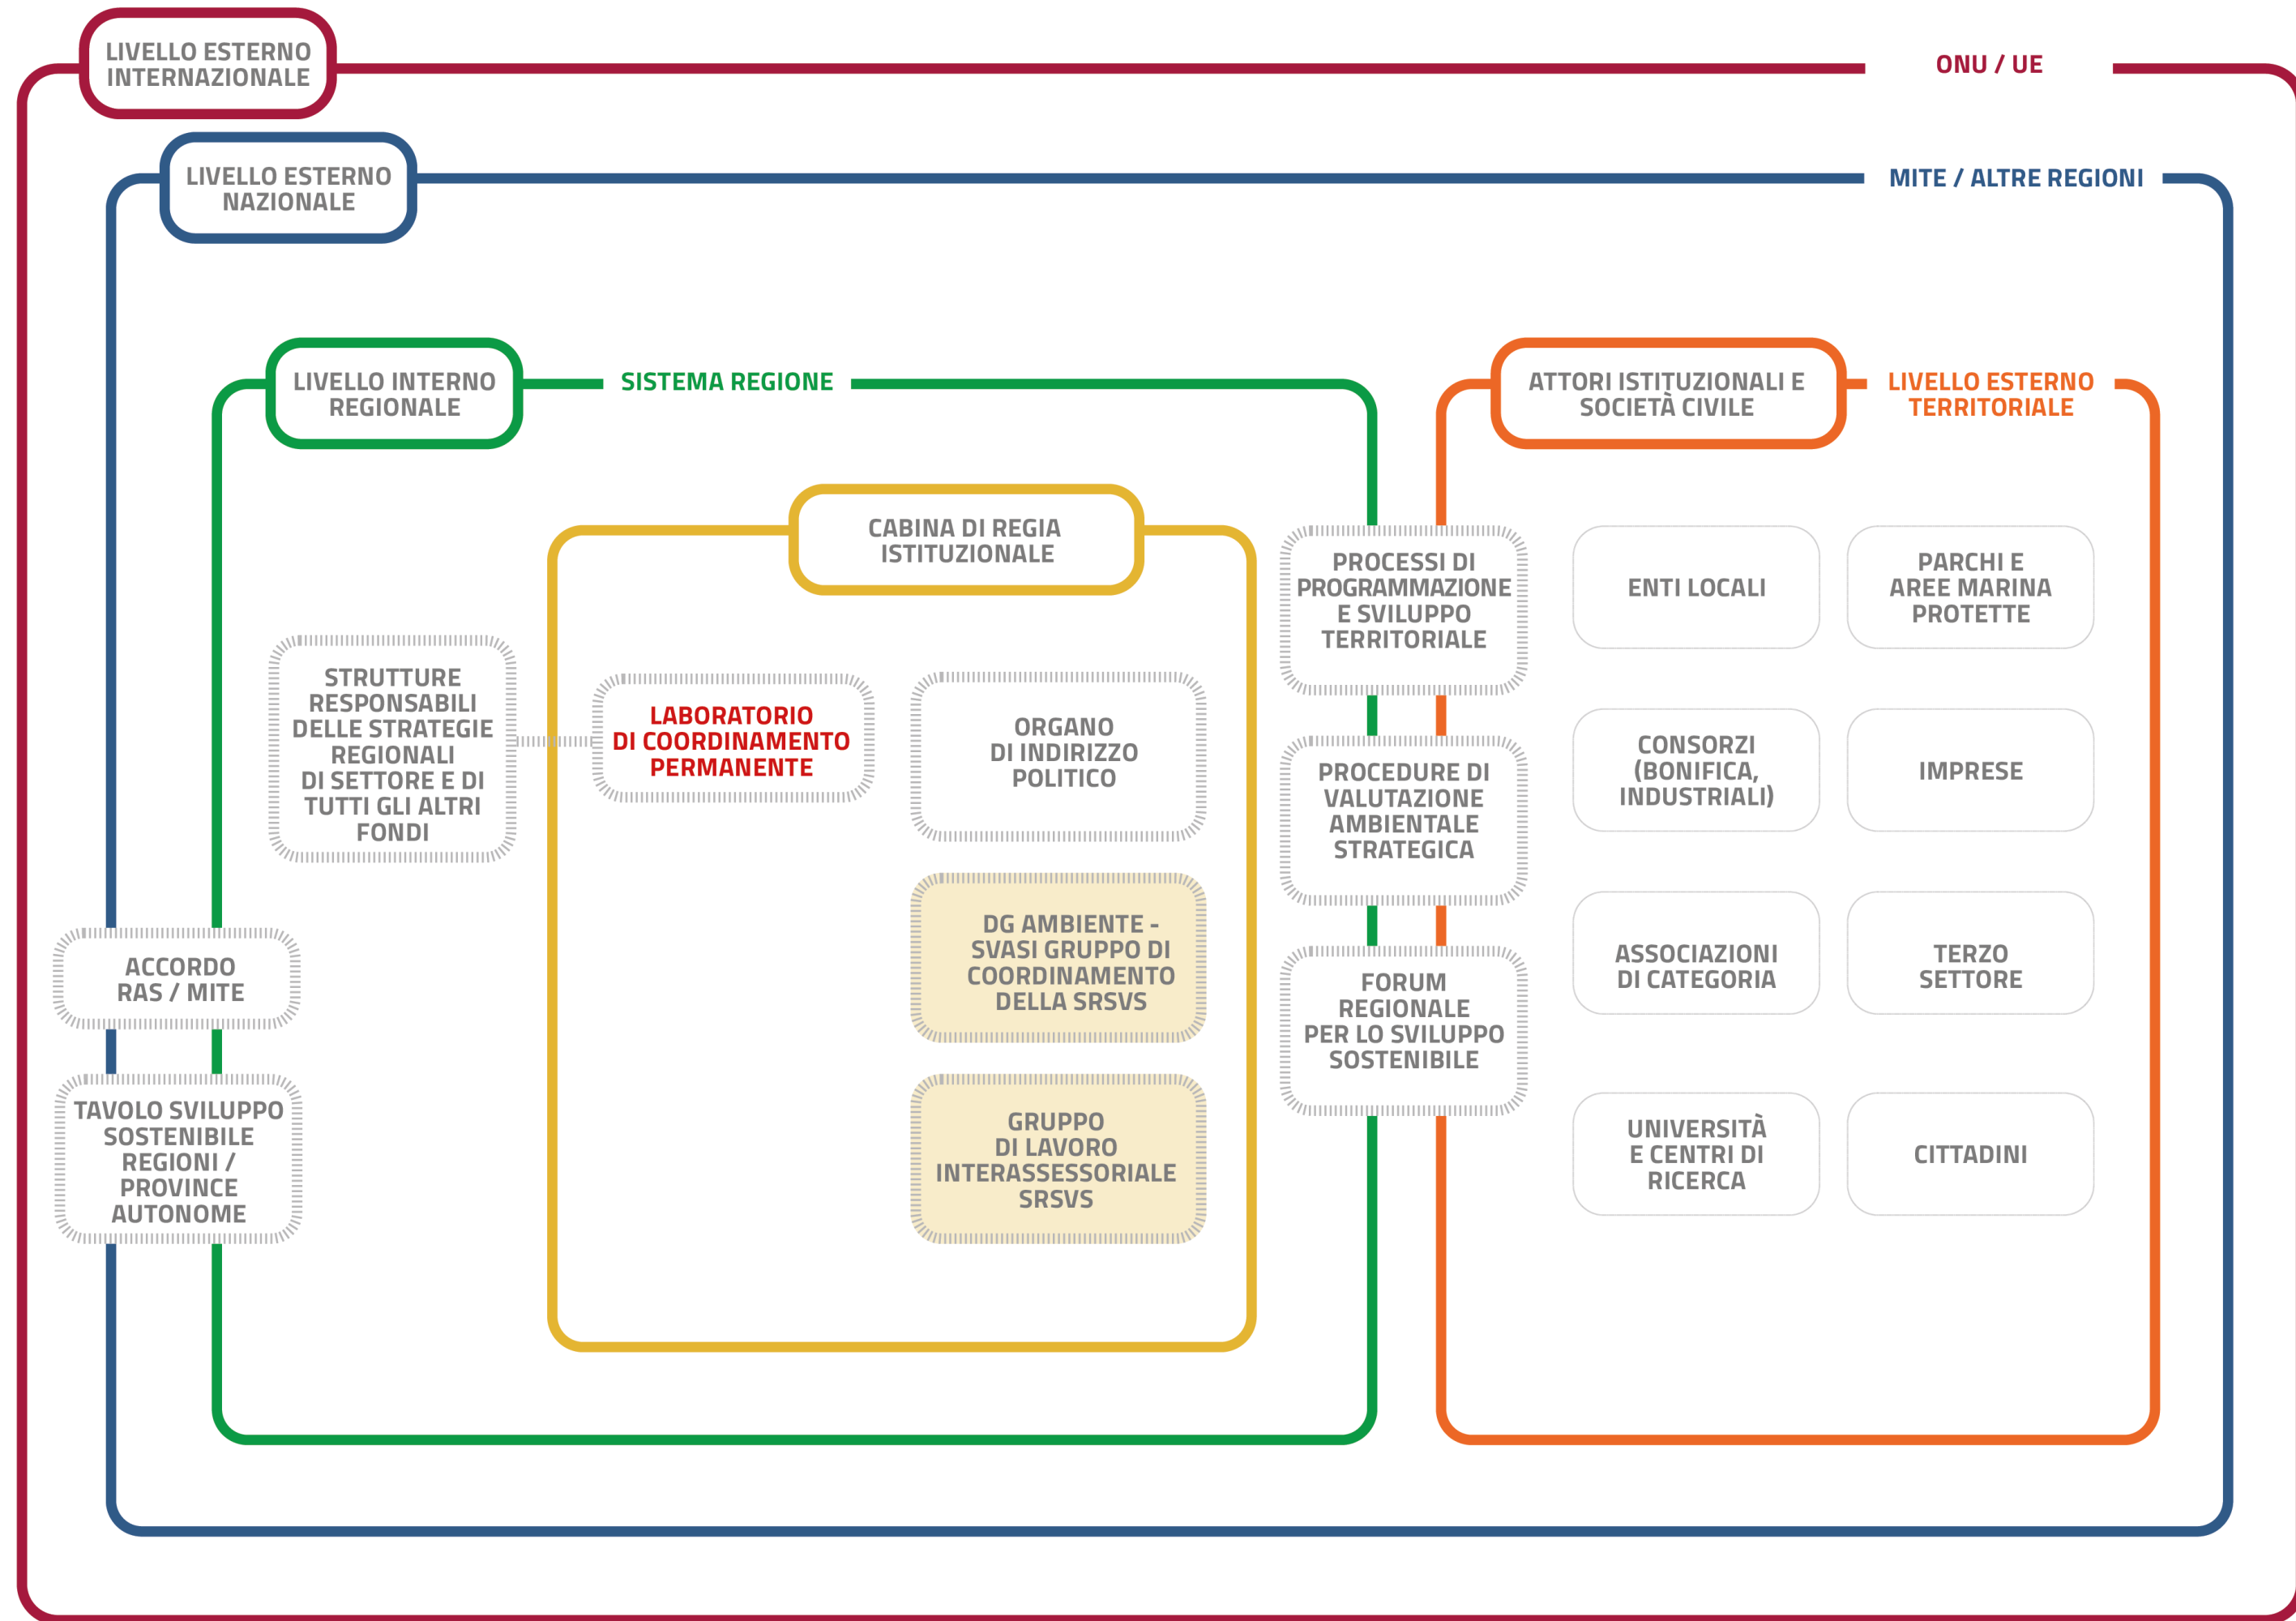 LIVELLO ESTERNO
INTERNAZIONALE
ONU / UE
LIVELLO ESTERNO
NAZIONALE
MITE / ALTRE REGIONI
LIVELLO INTERNO
REGIONALE
SISTEMA REGIONE
ATTORI ISTITUZIONALI E
SOCIETÀ CIVILE
LIVELLO ESTERNO
TERRITORIALE
CABINA DI REGIA
ISTITUZIONALE
STRUTTURE
RESPONSABILI
DELLE STRATEGIE
REGIONALI
DI SETTORE E DI
TUTTI GLI ALTRI
FONDI
LABORATORIO
DI COORDINAMENTO
PERMANENTE
ORGANO
DI INDIRIZZO
POLITICO
DG AMBIENTE -
SVASI GRUPPO DI
COORDINAMENTO
DELLA SRSVS
GRUPPO
DI LAVORO
INTERASSESSORIALE
SRSVS
ACCORDO
RAS / MITE
TAVOLO SVILUPPO
SOSTENIBILE
REGIONI /
PROVINCE
AUTONOME
PROCESSI DI
PROGRAMMAZIONE
E SVILUPPO
TERRITORIALE
PROCEDURE DI
VALUTAZIONE
AMBIENTALE
STRATEGICA
FORUM
REGIONALE
PER LO SVILUPPO
SOSTENIBILE
ENTI LOCALI
PARCHI E
AREE MARINA
PROTETTE
CONSORZI
(BONIFICA,
INDUSTRIALI)
IMPRESE
ASSOCIAZIONI
DI CATEGORIA
TERZO
SETTORE
UNIVERSITÀ
E CENTRI DI
RICERCA
CITTADINI